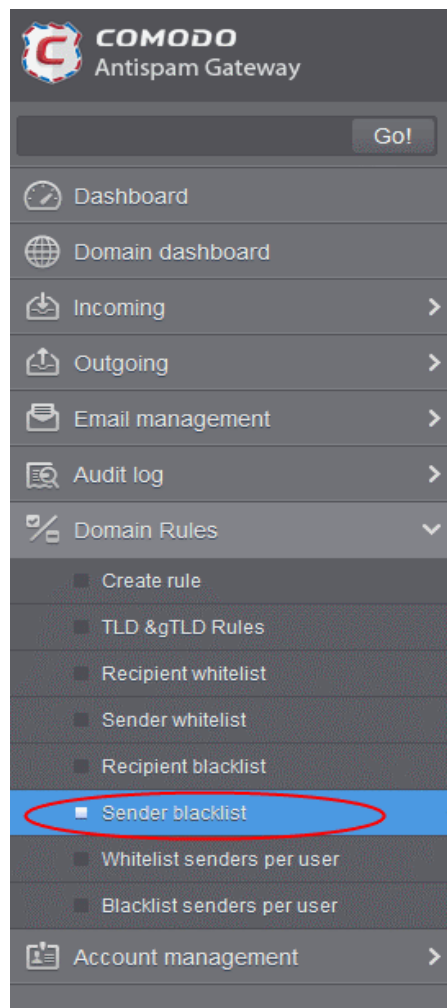 COMODO
Antispam Gateway
Go!
Dashboard
Domain dashboard
Incoming
Outgoing
Email management
Audit log
Domain Rules
Create rule
TLD &gTLD Rules
Recipient whitelist
Sender whitelist
Recipient blacklist
Sender blacklist
Whitelist senders per user
Blacklist senders per user
Account management